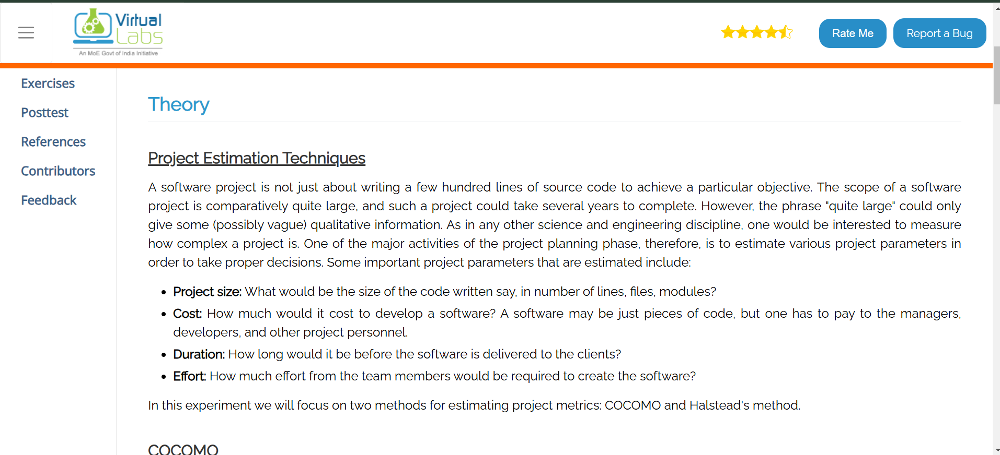 Virtual
Labs
An MoE Govt of India Initiative
Rate Me
Report a Bug
Exercises
Posttest
References
Contributors
Feedback
Theory
Project Estimation Techniques
A software project is not just about writing a few hundred lines of source code to achieve a particular objective. The scope of a software
project is comparatively quite large, and such a project could take several years to complete. However, the phrase "quite large" could only
give some (possibly vague) qualitative information. As in any other science and engineering discipline, one would be interested to measure
how complex a project is. One of the major activities of the project planning phase, therefore, is to estimate various project parameters in
order to take proper decisions. Some important project parameters that are estimated include:
• Project size: What would be the size of the code written say, in number of lines, files, modules?
• Cost: How much would it cost to develop a software? A software may be just pieces of code, but one has to pay to the managers,
developers, and other project personnel.
• Duration: How long would it be before the software is delivered to the clients?
• Effort: How much effort from the team members would be required to create the software?
In this experiment we will focus on two methods for estimating project metrics: COCOMO and Halstead's method.
COCOMO